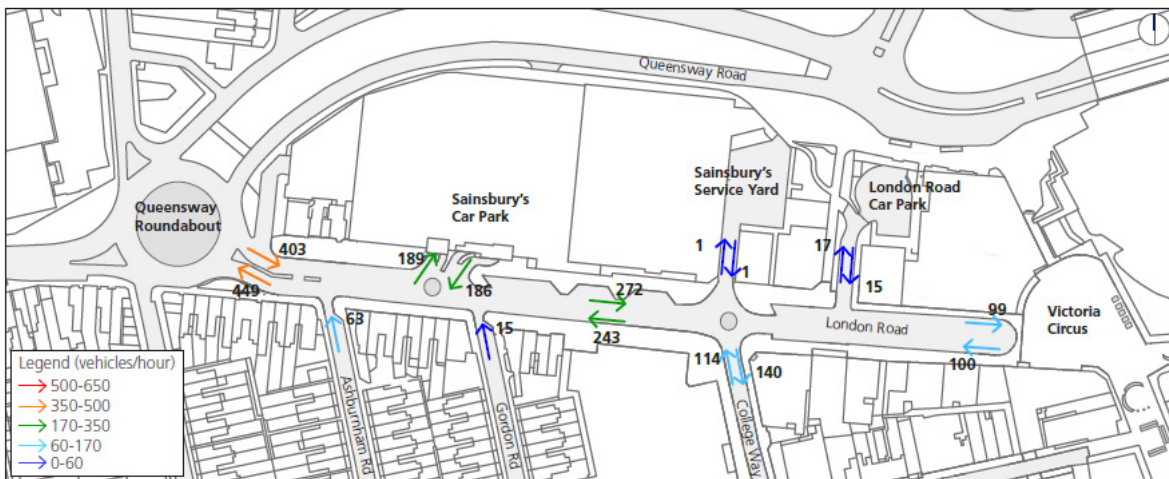 Queensway Road
Queensway
Roundabout
Sainsbury's
Car Park
Sainsbury's
Service Yard
London Road
Car Park
403
449
189
186
63
15
272
243
1
1
17
15
114
140
London Road
99
100
Victoria
Circus
Ashburnham Rd
Gordon Rd
College Way
Legend (vehicles/hour)
500-650
350-500
170-350
60-170
0-60